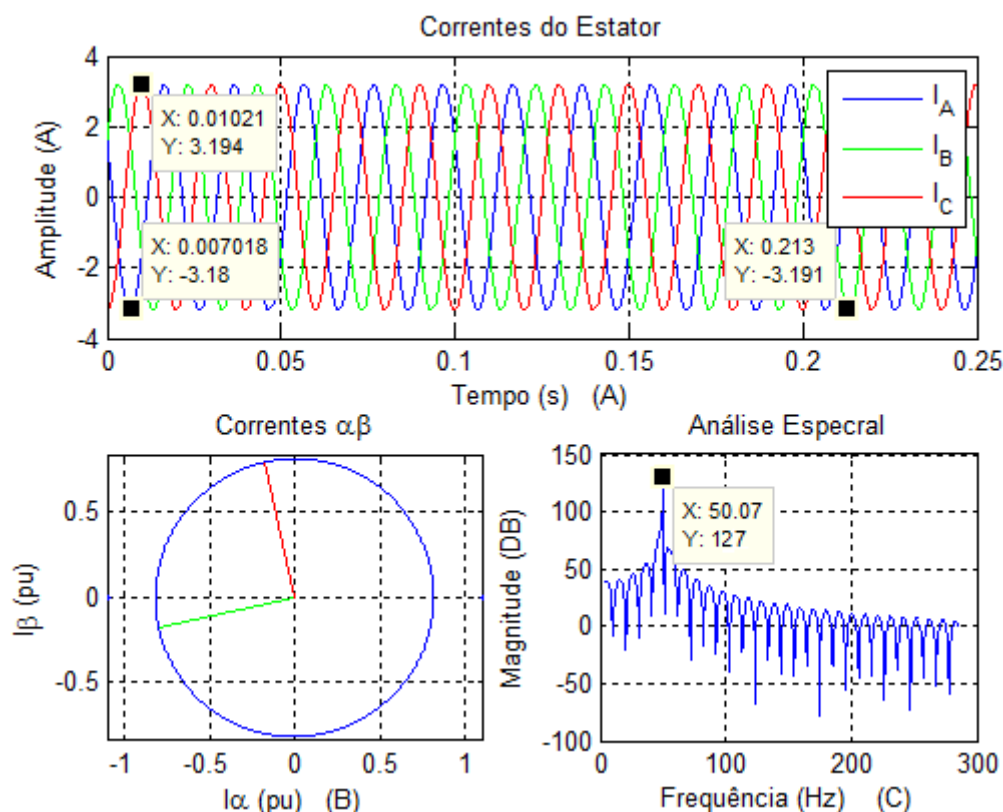 Correntes do Estator
Amplitude (A)
4
2
0
-2
-4
X: 0.01021
Y: 3.194
X: 0.007018
Y: -3.18
X: 0.213
Y: -3.191
I_A
I_B
I_C
0 0.05 0.1 0.15 0.2 0.25
Tempo (s) (A)
Correntes αβ
Iβ (pu)
0.5
0
-0.5
-1 -0.5 0 0.5 1
Iα (pu) (B)
Análise Especral
Magnitude (DB)
150
100
50
0
-50
-100
X: 50.07
Y: 127
0 100 200 300
Frequência (Hz) (C)